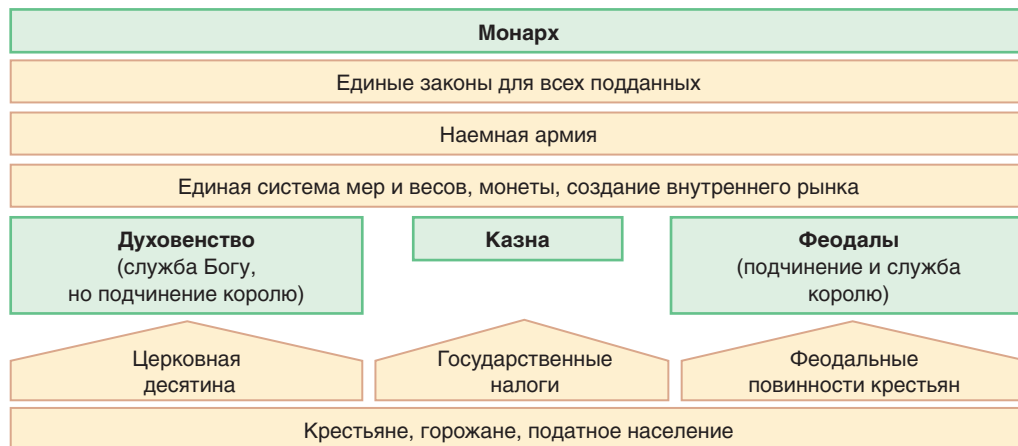 Монарх
Единые законы для всех подданных
Наемная армия
Единая система мер и весов, монеты, создание внутреннего рынка
Духовенство
(служба Богу,
но подчинение королю)
Казна
Феодалы
(подчинение и служба
королю)
Церковная
десятина
Государственные
налоги
Феодальные
повинности крестьян
Крестьяне, горожане, податное население